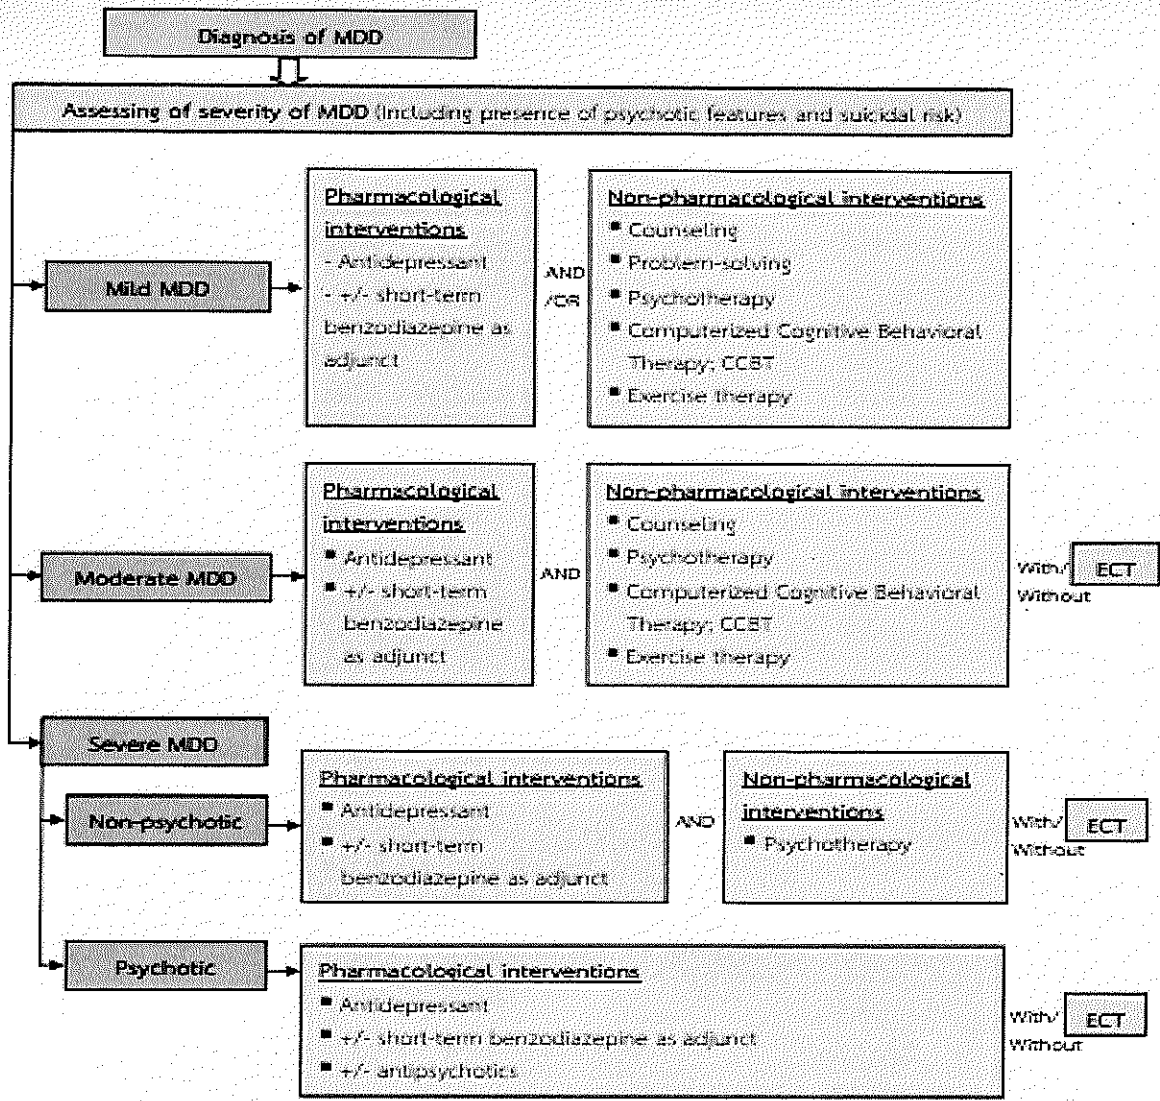 Diagnosis of MDD
Assessing of severity of MDD (Including presence of psychotic features and suicidal risk)
Mild MDD
Pharmacological
interventions
- Antidepressant
- +/- short-term
benzodiazepine as
adjunct
AND
/OR
Non-pharmacological interventions
▪ Counseling
▪ Problem-solving
▪ Psychotherapy
▪ Computerized Cognitive Behavioral
Therapy; CCBT
▪ Exercise therapy
Moderate MDD
Pharmacological
interventions
▪ Antidepressant
▪ +/- short-term
benzodiazepine
as adjunct
AND
Non-pharmacological interventions
▪ Counseling
▪ Psychotherapy
▪ Computerized Cognitive Behavioral
Therapy; CCBT
▪ Exercise therapy
With/
Without
ECT
Severe MDD
Non-psychotic
Pharmacological interventions
▪ Antidepressant
▪ +/- short-term
benzodiazepine as adjunct
AND
Non-pharmacological
interventions
▪ Psychotherapy
With/
Without
ECT
Psychotic
Pharmacological interventions
▪ Antidepressant
▪ +/- short-term benzodiazepine as adjunct
▪ +/- antipsychotics
With/
Without
ECT